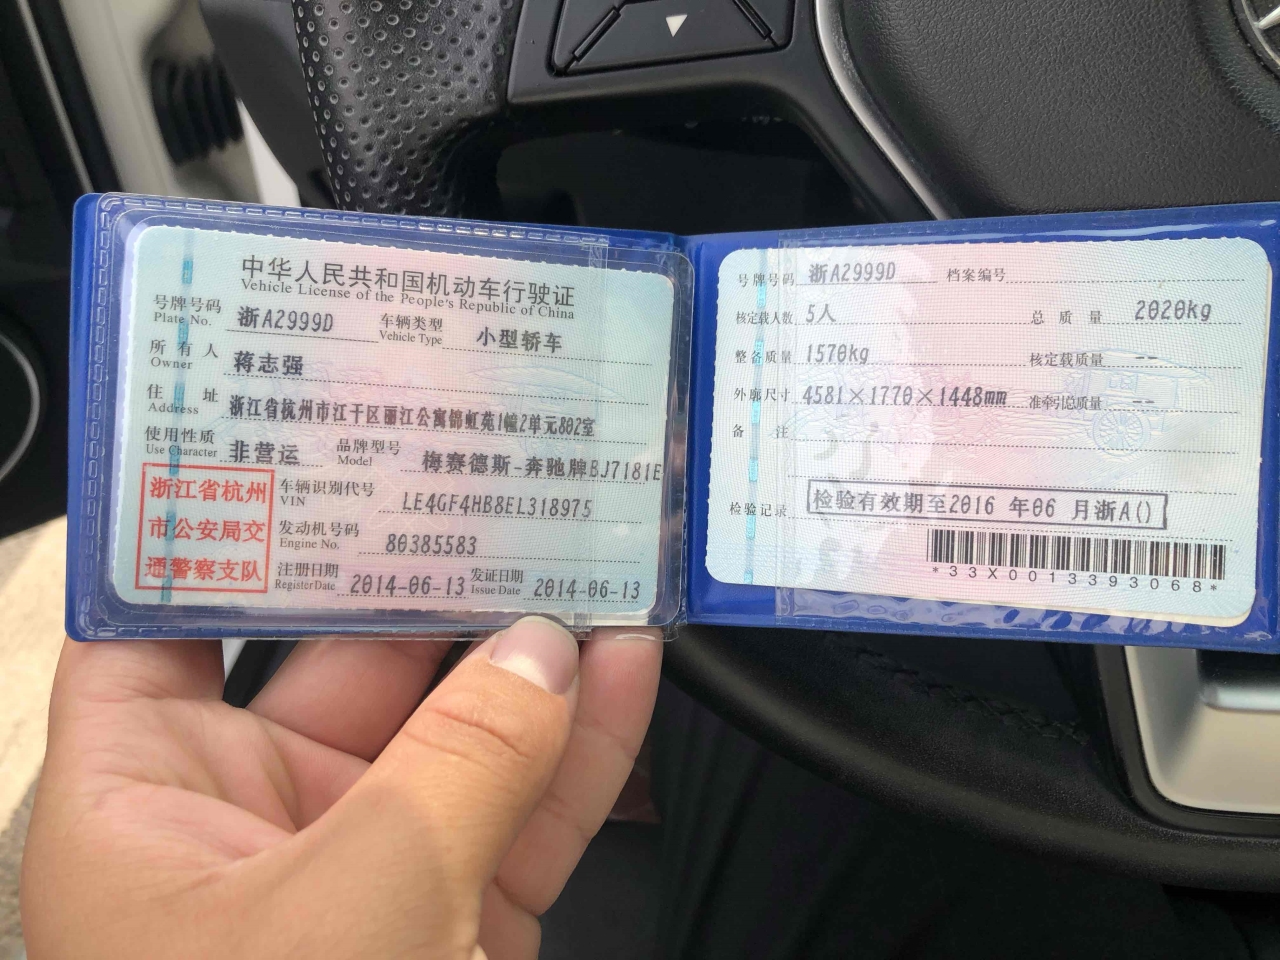 中华人民共和国机动车行驶证
Vehicle License of the People's Republic of China
号牌号码 浙A2999D 车辆类型 小型轿车
Plate No. Vehicle Type
所有人 蒋志强
Owner
住址 浙江省杭州市江干区丽江公寓锦虹苑1幢2单元802室
Address
使用性质 非营运 品牌型号 梅赛德斯-奔驰牌BJ7181E
Use Character Model
浙江省杭州
市公安局交
通警察支队
车辆识别代号 LE4GF4HB8EL318975
VIN
发动机号码 80385583
Engine No.
注册日期 2014-06-13 发证日期 2014-06-13
Register Date Issue Date
号牌号码 浙A2999D 档案编号
核定载人数 5人 总质量 2020kg
整备质量 1570kg 核定载质量 --
外廓尺寸 4581×1770×1448mm 准牵引总质量 --
备注
检验记录 检验有效期至2016 年06 月浙A()
*33X0013393068*